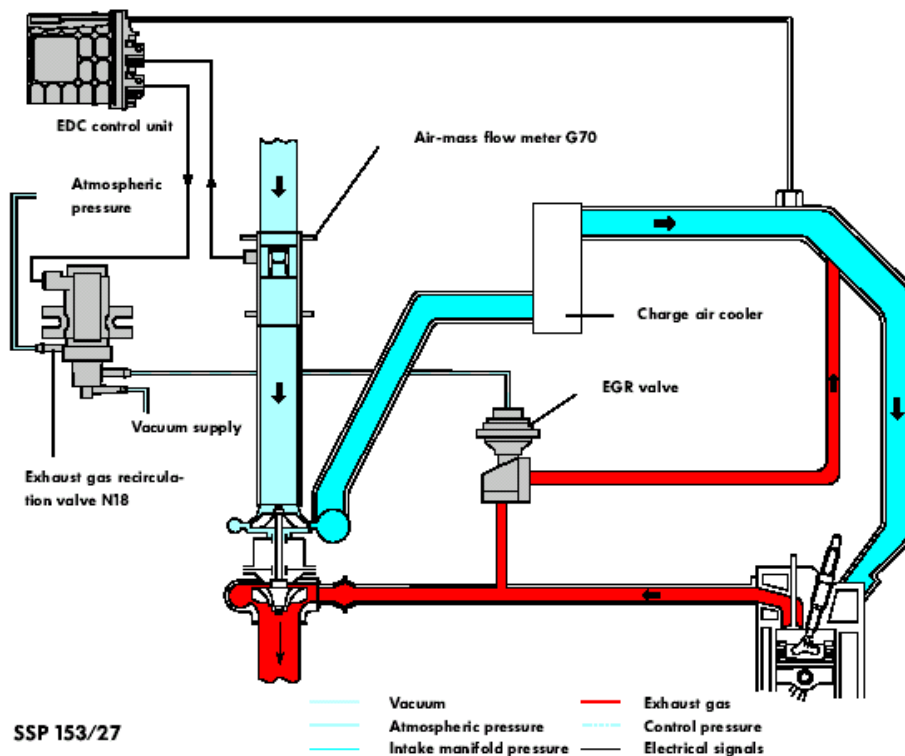 EDC control unit
Air-mass flow meter G70
Atmospheric
pressure
Charge air cooler
EGR valve
Vacuum supply
Exhaust gas recircula-
tion valve N18
Vacuum
Exhaust gas
Atmospheric pressure
Control pressure
SSP 153/27
Intake manifold pressure
Electrical signals